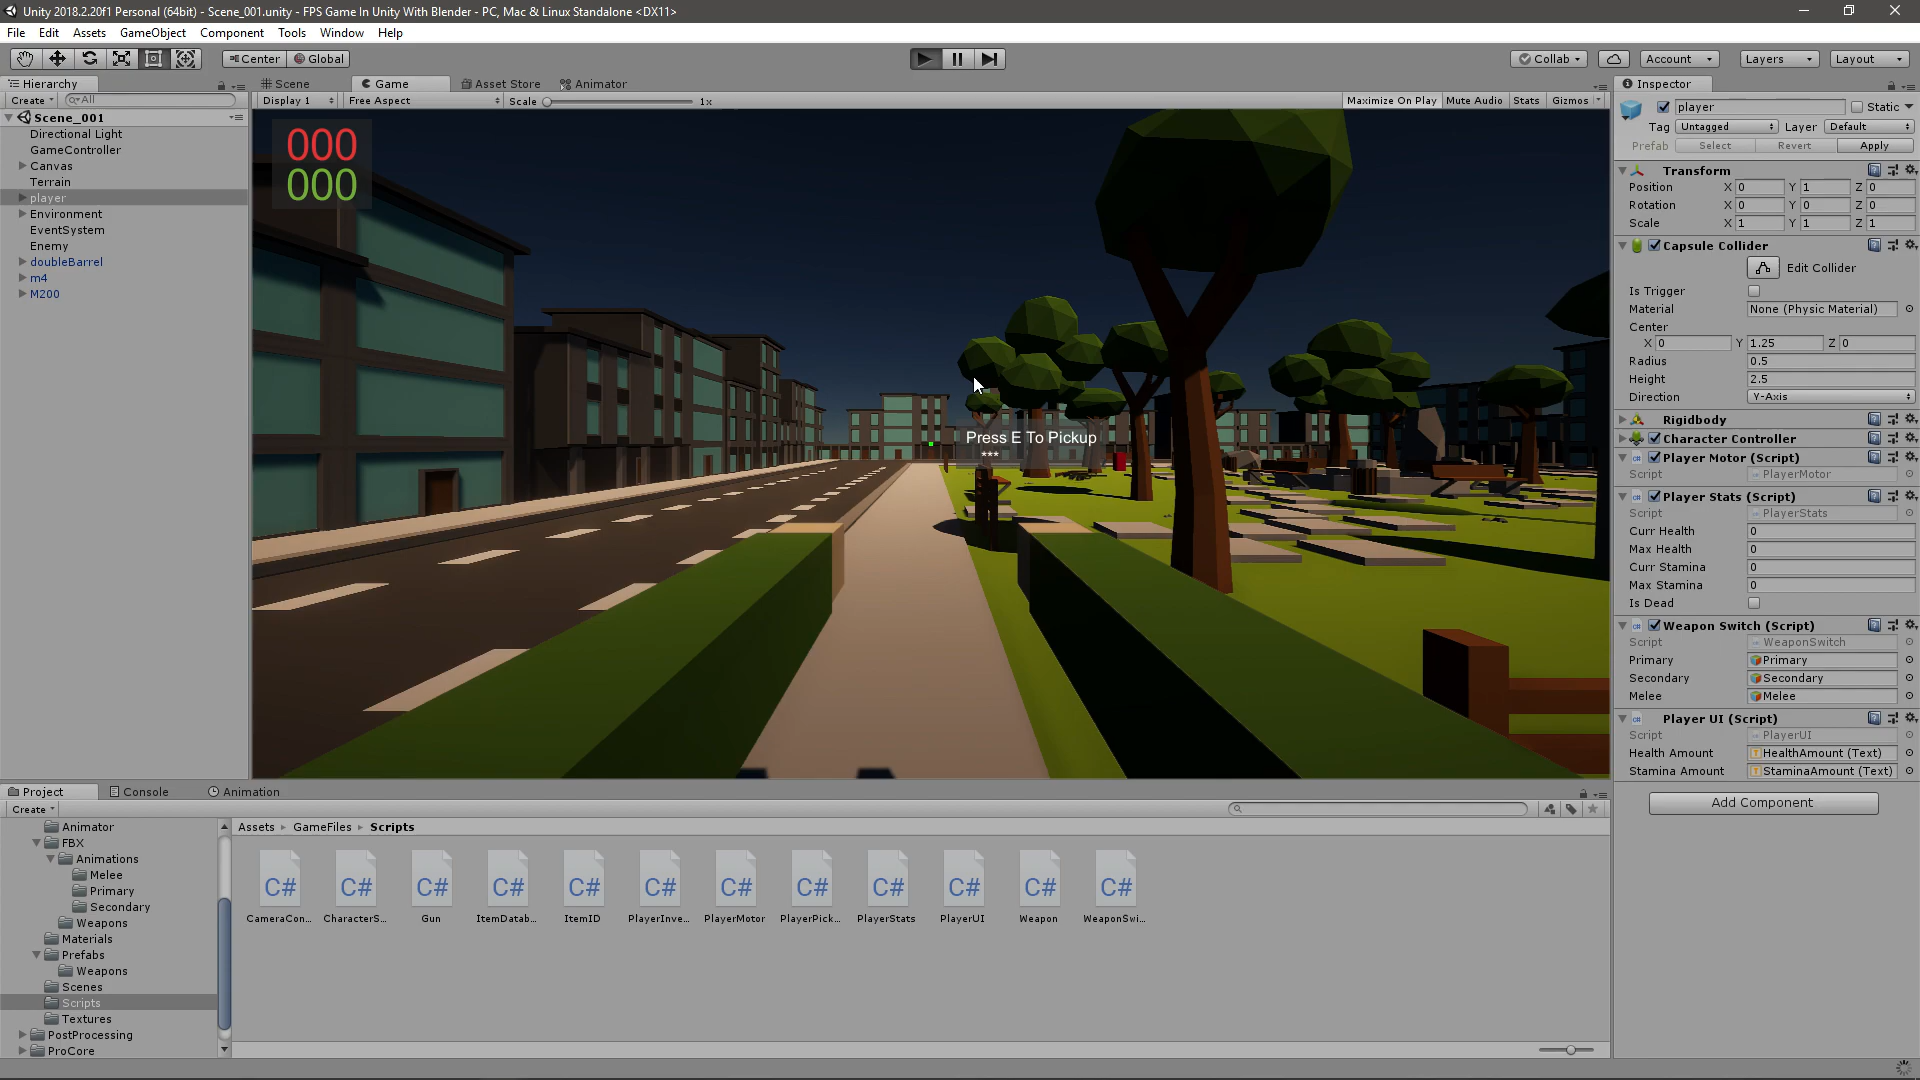 Unity 2018.2.20f1 Personal (64bit) - Scene_001.unity - FPS Game In Unity With Blender - PC, Mac & Linux Standalone <DX11>
File Edit Assets GameObject Component Tools Window Help
Center Global Collab Account Layers Layout
Hierarchy
Create All
Scene_001
Directional Light
GameController
Canvas
Terrain
player
Environment
EventSystem
Enemy
doubleBarrel
m4
M200
Scene Game Asset Store Animator
Display 1 Free Aspect Scale 1x Maximize On Play Mute Audio Stats Gizmos
000
000
Press E To Pickup
***
Inspector
player Static
Tag Untagged Layer Default
Prefab Select Revert Apply
Transform
Position X 0 Y 1 Z 0
Rotation X 0 Y 0 Z 0
Scale X 1 Y 1 Z 1
Capsule Collider
Edit Collider
Is Trigger
Material None (Physic Material)
Center
X 0 Y 1.25 Z 0
Radius 0.5
Height 2.5
Direction Y-Axis
Rigidbody
Character Controller
Player Motor (Script)
Script PlayerMotor
Player Stats (Script)
Script PlayerStats
Curr Health 0
Max Health 0
Curr Stamina 0
Max Stamina 0
Is Dead
Weapon Switch (Script)
Script WeaponSwitch
Primary Primary
Secondary Secondary
Melee Melee
Player UI (Script)
Script PlayerUI
Health Amount HealthAmount (Text)
Stamina Amount StaminaAmount (Text)
Add Component
Project Console Animation
Create
Animator
FBX
Animations
Melee
Primary
Secondary
Weapons
Materials
Prefabs
Weapons
Scenes
Scripts
Textures
PostProcessing
ProCore
Assets GameFiles Scripts
C# C# C# C# C# C# C# C# C# C# C# C#
CameraCon... CharacterS... Gun ItemDatab... ItemID PlayerInve... PlayerMotor PlayerPick... PlayerStats PlayerUI Weapon WeaponSwi...